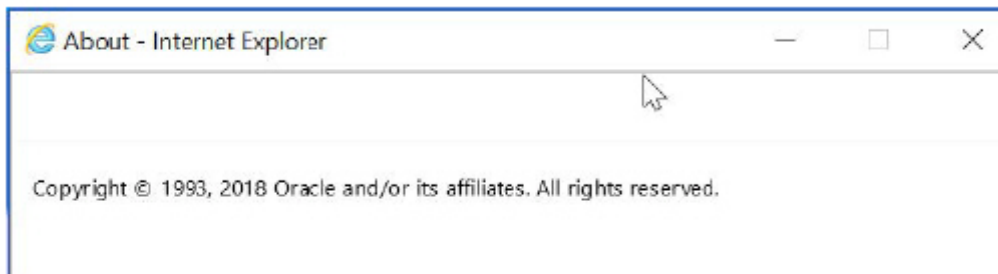 About - Internet Explorer
Copyright © 1993, 2018 Oracle and/or its affiliates. All rights reserved.